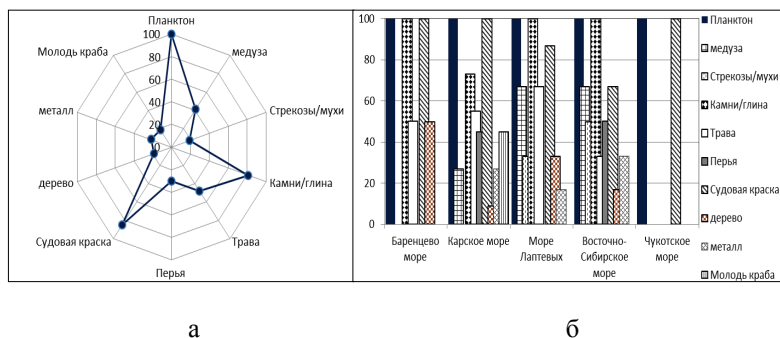 Планктон
100
80
60
40
20
0
медуза
Стрекозы/мухи
Камни/глина
Трава
Перья
Судовая краска
дерево
металл
Молодь краба
а
100
80
60
40
20
0
Баренцево
море
Карское море
Море
Лаптевых
Восточно-
Сибирское
море
Чукотское
море
Планктон
медуза
Стрекозы/мухи
Камни/глина
Трава
Перья
Судовая краска
дерево
металл
Молодь краба
б